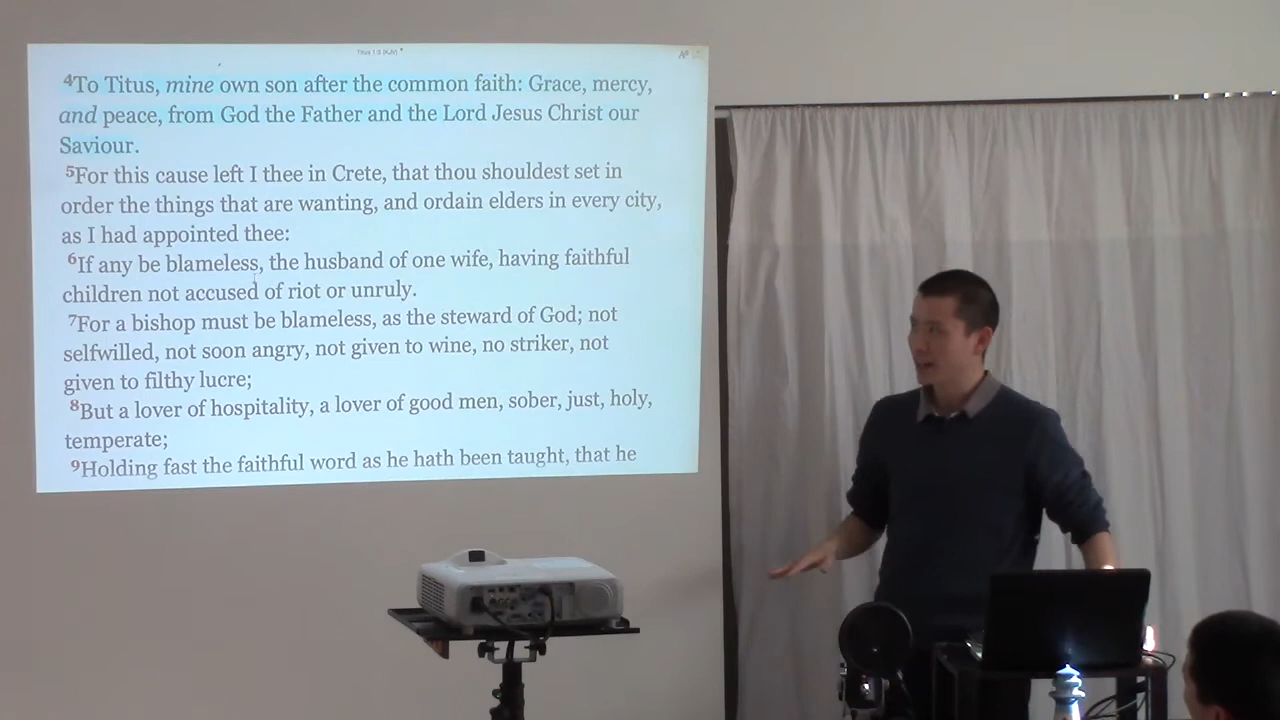 Titus 1-3 (KJV)
4To Titus, mine own son after the common faith: Grace, mercy,
and peace, from God the Father and the Lord Jesus Christ our
Saviour.
5For this cause left I thee in Crete, that thou shouldest set in
order the things that are wanting, and ordain elders in every city,
as I had appointed thee:
6If any be blameless, the husband of one wife, having faithful
children not accused of riot or unruly.
7For a bishop must be blameless, as the steward of God; not
selfwilled, not soon angry, not given to wine, no striker, not
given to filthy lucre;
8But a lover of hospitality, a lover of good men, sober, just, holy,
temperate;
9Holding fast the faithful word as he hath been taught, that he